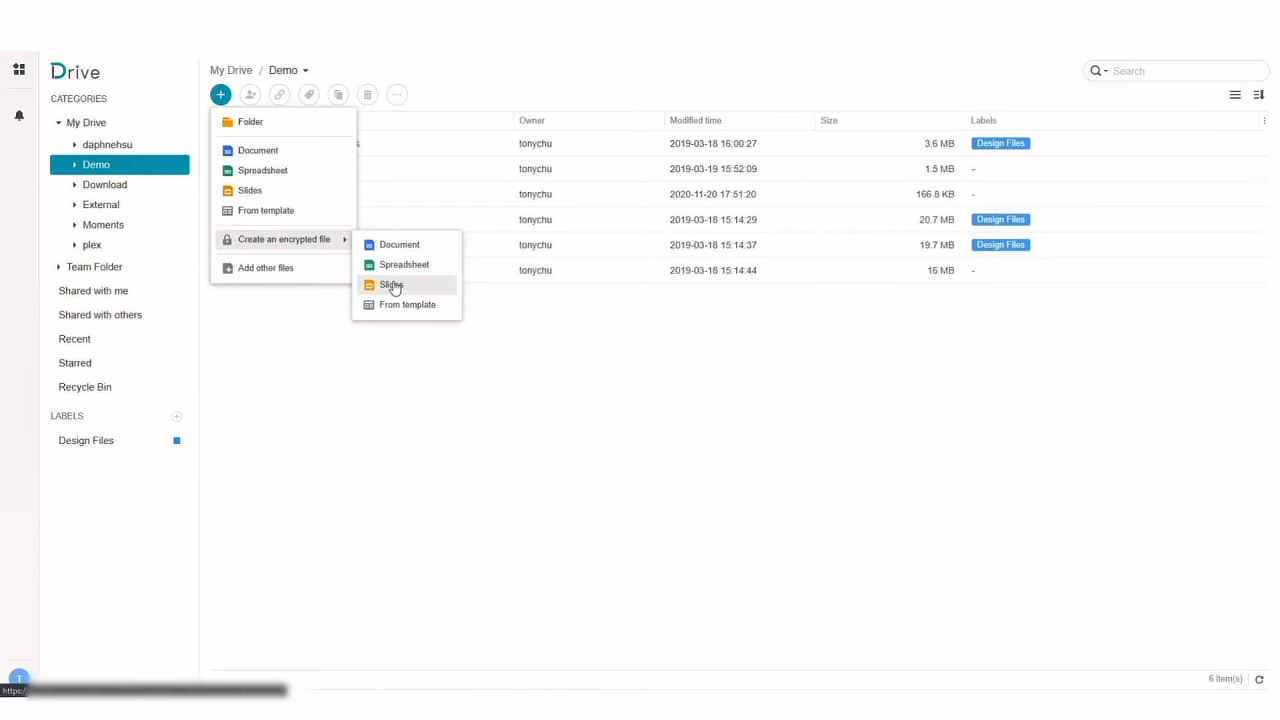 Drive
My Drive / Demo
Search
CATEGORIES
My Drive
daphnehsu
Demo
Download
External
Moments
plex
Team Folder
Shared with me
Shared with others
Recent
Starred
Recycle Bin
LABELS
Design Files
Folder
Document
Spreadsheet
Slides
From template
Create an encrypted file
Add other files
Document
Spreadsheet
Slides
From template
Owner Modified time Size Labels
tonychu 2019-03-18 16:00:27 3.6 MB Design Files
tonychu 2019-03-19 15:52:09 1.5 MB -
tonychu 2020-11-20 17:51:20 166.8 KB -
tonychu 2019-03-18 15:14:29 20.7 MB Design Files
tonychu 2019-03-18 15:14:37 19.7 MB Design Files
tonychu 2019-03-18 15:14:44 16 MB -
6 item(s)
T
https:/